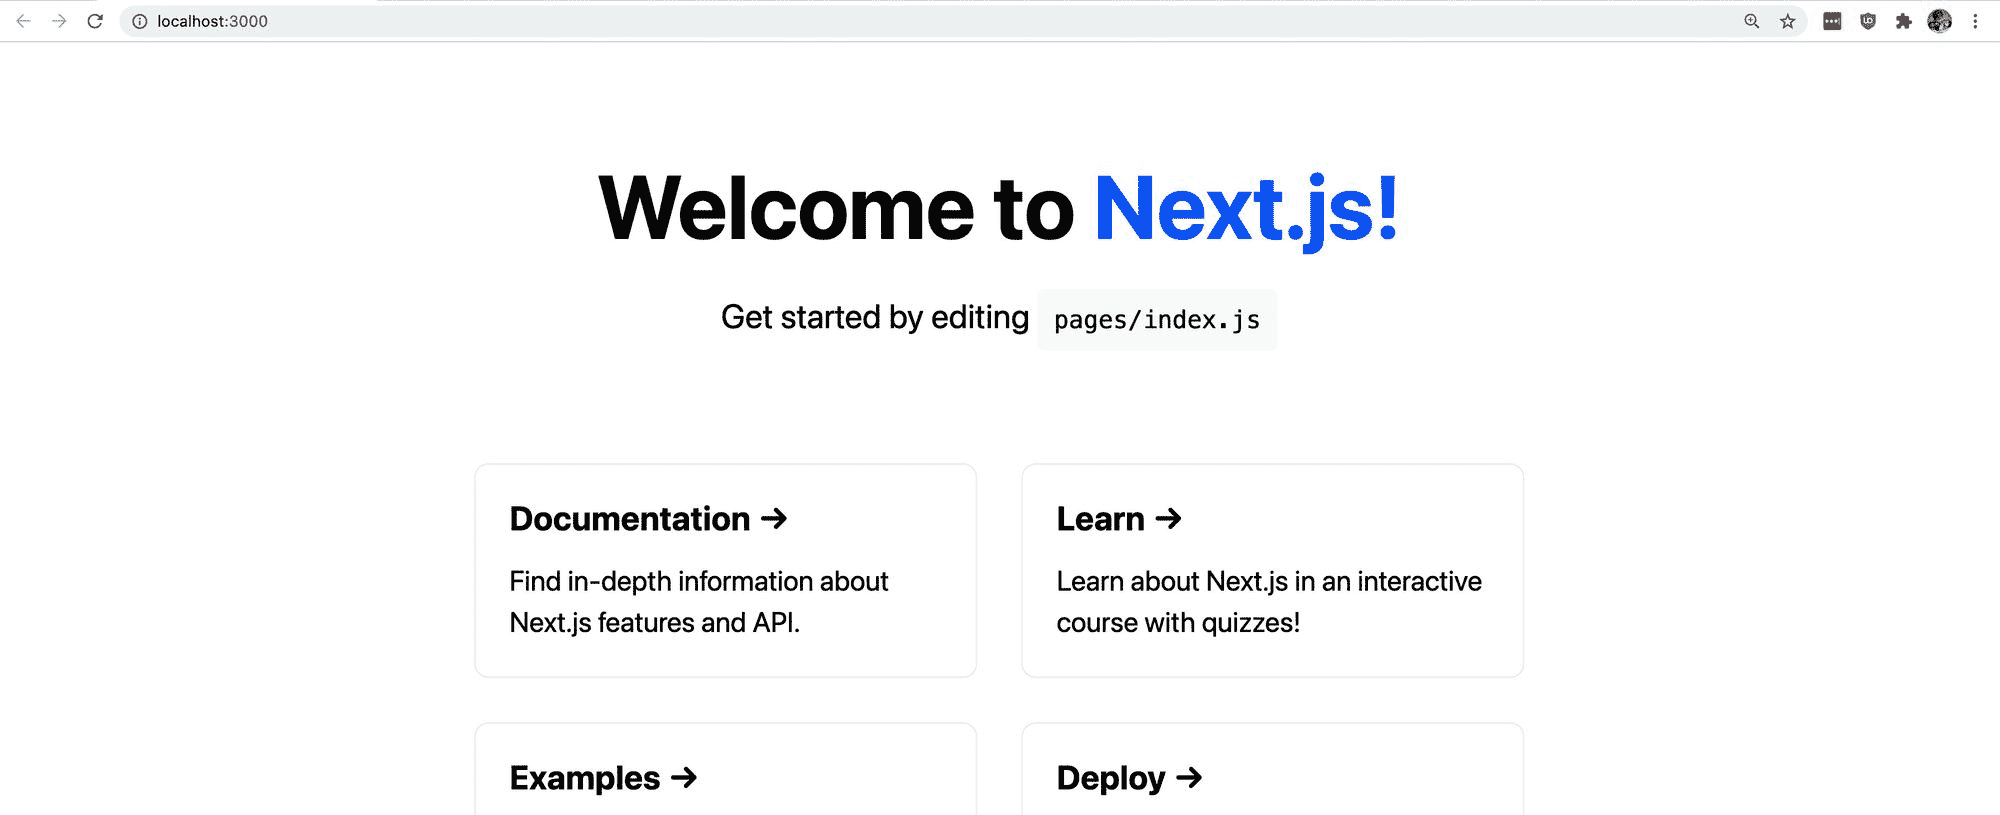 localhost:3000
Welcome to Next.js!
Get started by editing pages/index.js
Documentation →
Find in-depth information about
Next.js features and API.
Learn →
Learn about Next.js in an interactive
course with quizzes!
Examples →
Deploy →